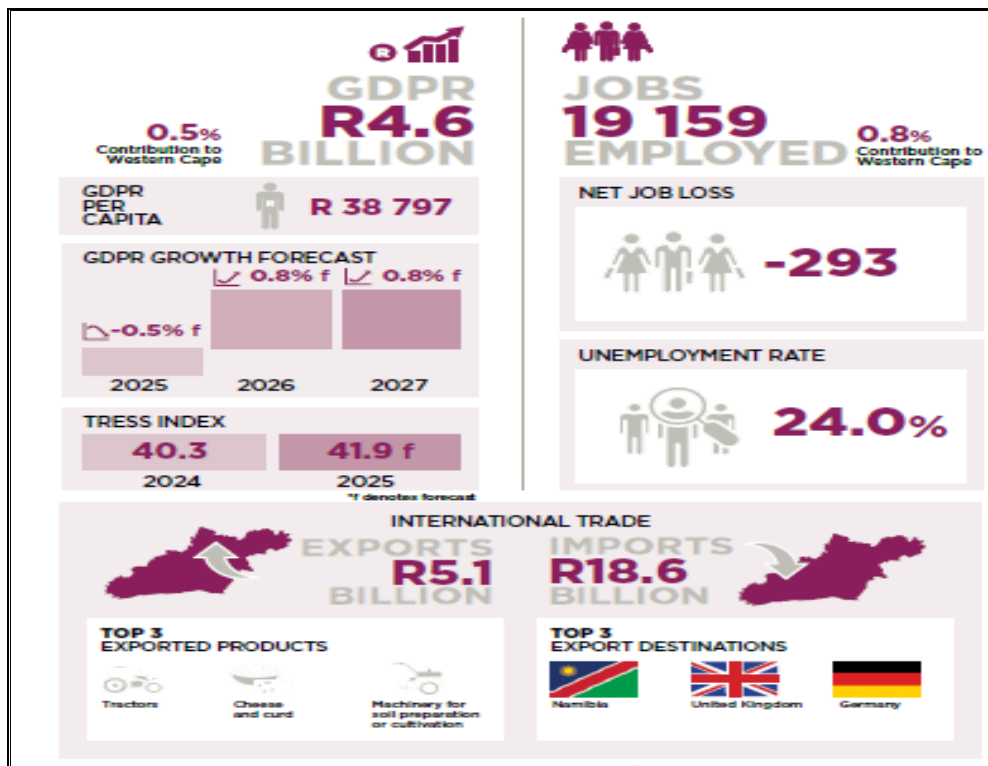 R
GDPR
R4.6
BILLION
0.5%
Contribution to
Western Cape
GDPR
PER
CAPITA
R
R 38 797
GDPR GROWTH FORECAST
-0.5% f
0.8% f
0.8% f
2025
2026
2027
TRESS INDEX
40.3
41.9 f
2024
2025
*f denotes forecast
JOBS
19 159
EMPLOYED
0.8%
Contribution to
Western Cape
NET JOB LOSS
-293
UNEMPLOYMENT RATE
24.0%
INTERNATIONAL TRADE
EXPORTS
R5.1
BILLION
IMPORTS
R18.6
BILLION
TOP 3
EXPORTED PRODUCTS
Tractors
Cheese
and curd
Machinery for
soil preparation
or cultivation
TOP 3
EXPORT DESTINATIONS
Namibia
United Kingdom
Germany